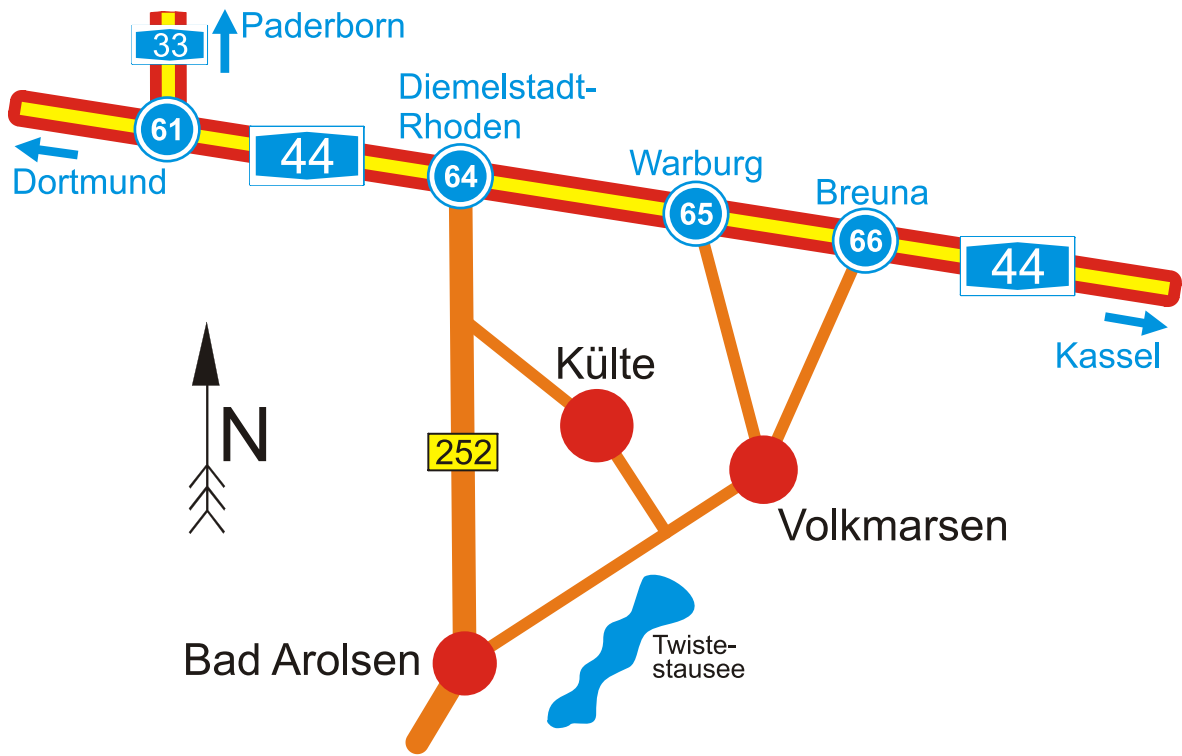 33
Paderborn
61
Dortmund
44
Diemelstadt-
Rhoden
64
Warburg
65
Breuna
66
44
Kassel
N
Külte
252
Volkmarsen
Bad Arolsen
Twiste-
stausee